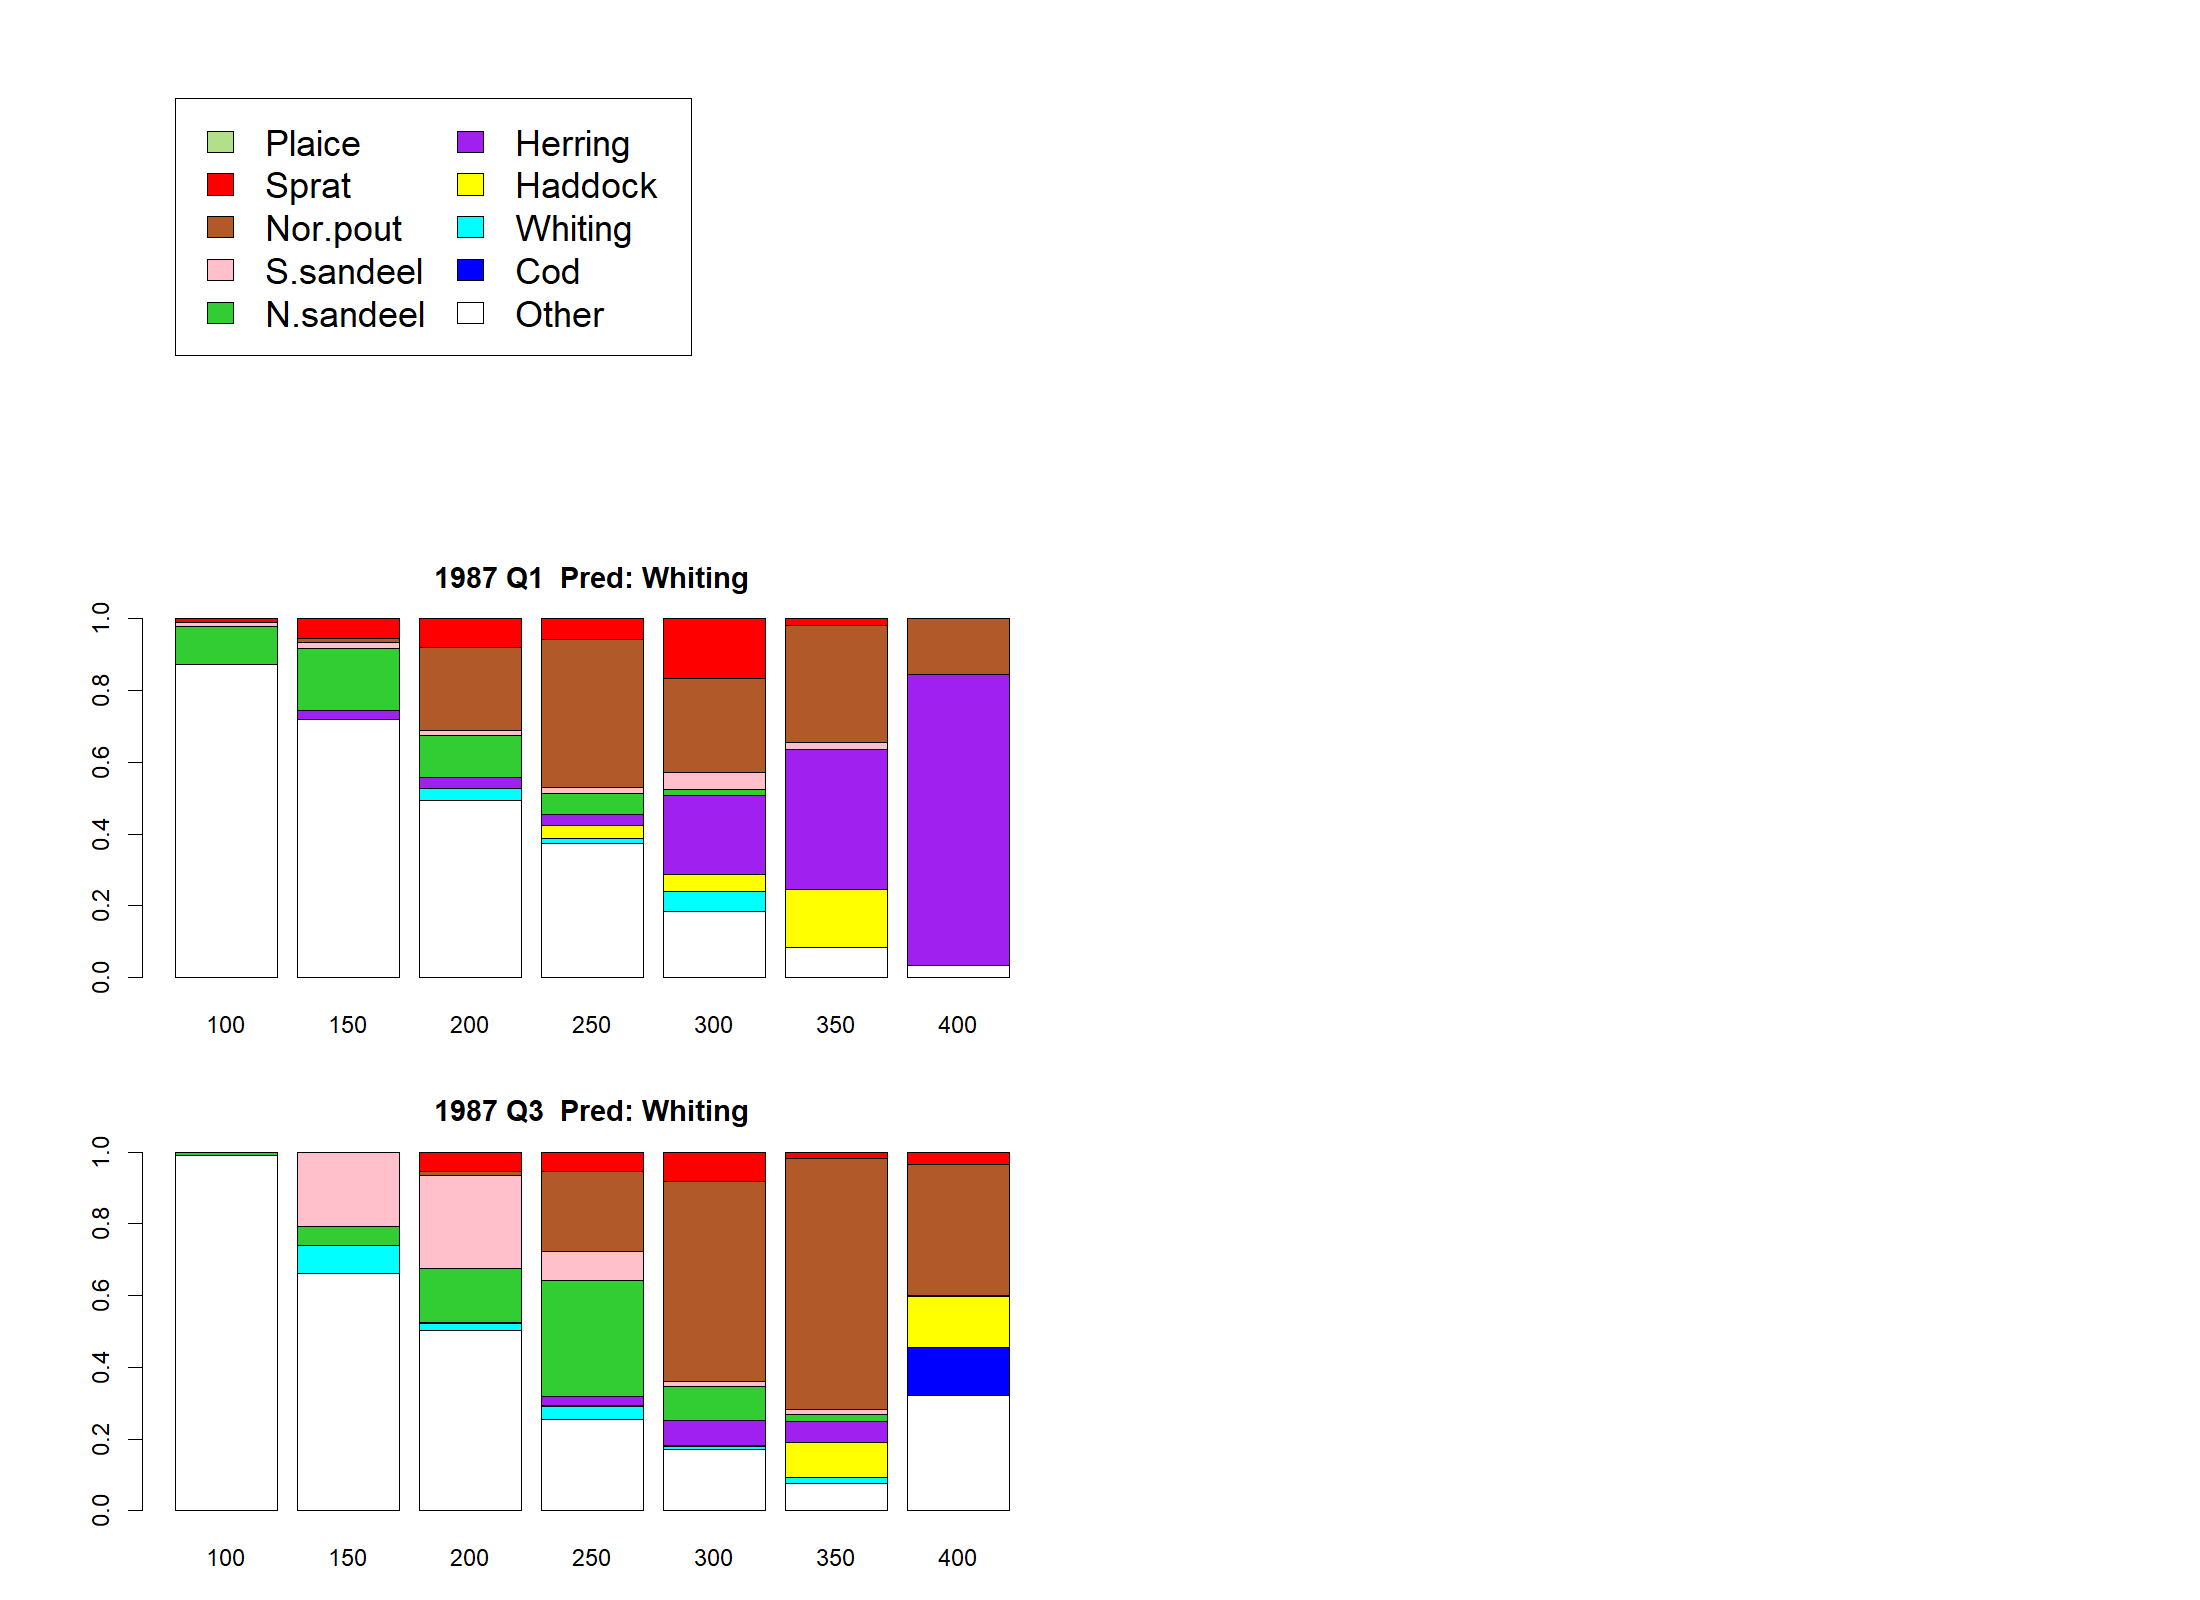 Plaice
Sprat
Nor.pout
S.sandeel
N.sandeel
Herring
Haddock
Whiting
Cod
Other
1987 Q1  Pred: Whiting
1.0
0.8
0.6
0.4
0.2
0.0
100 150 200 250 300 350 400
1987 Q3  Pred: Whiting
1.0
0.8
0.6
0.4
0.2
0.0
100 150 200 250 300 350 400